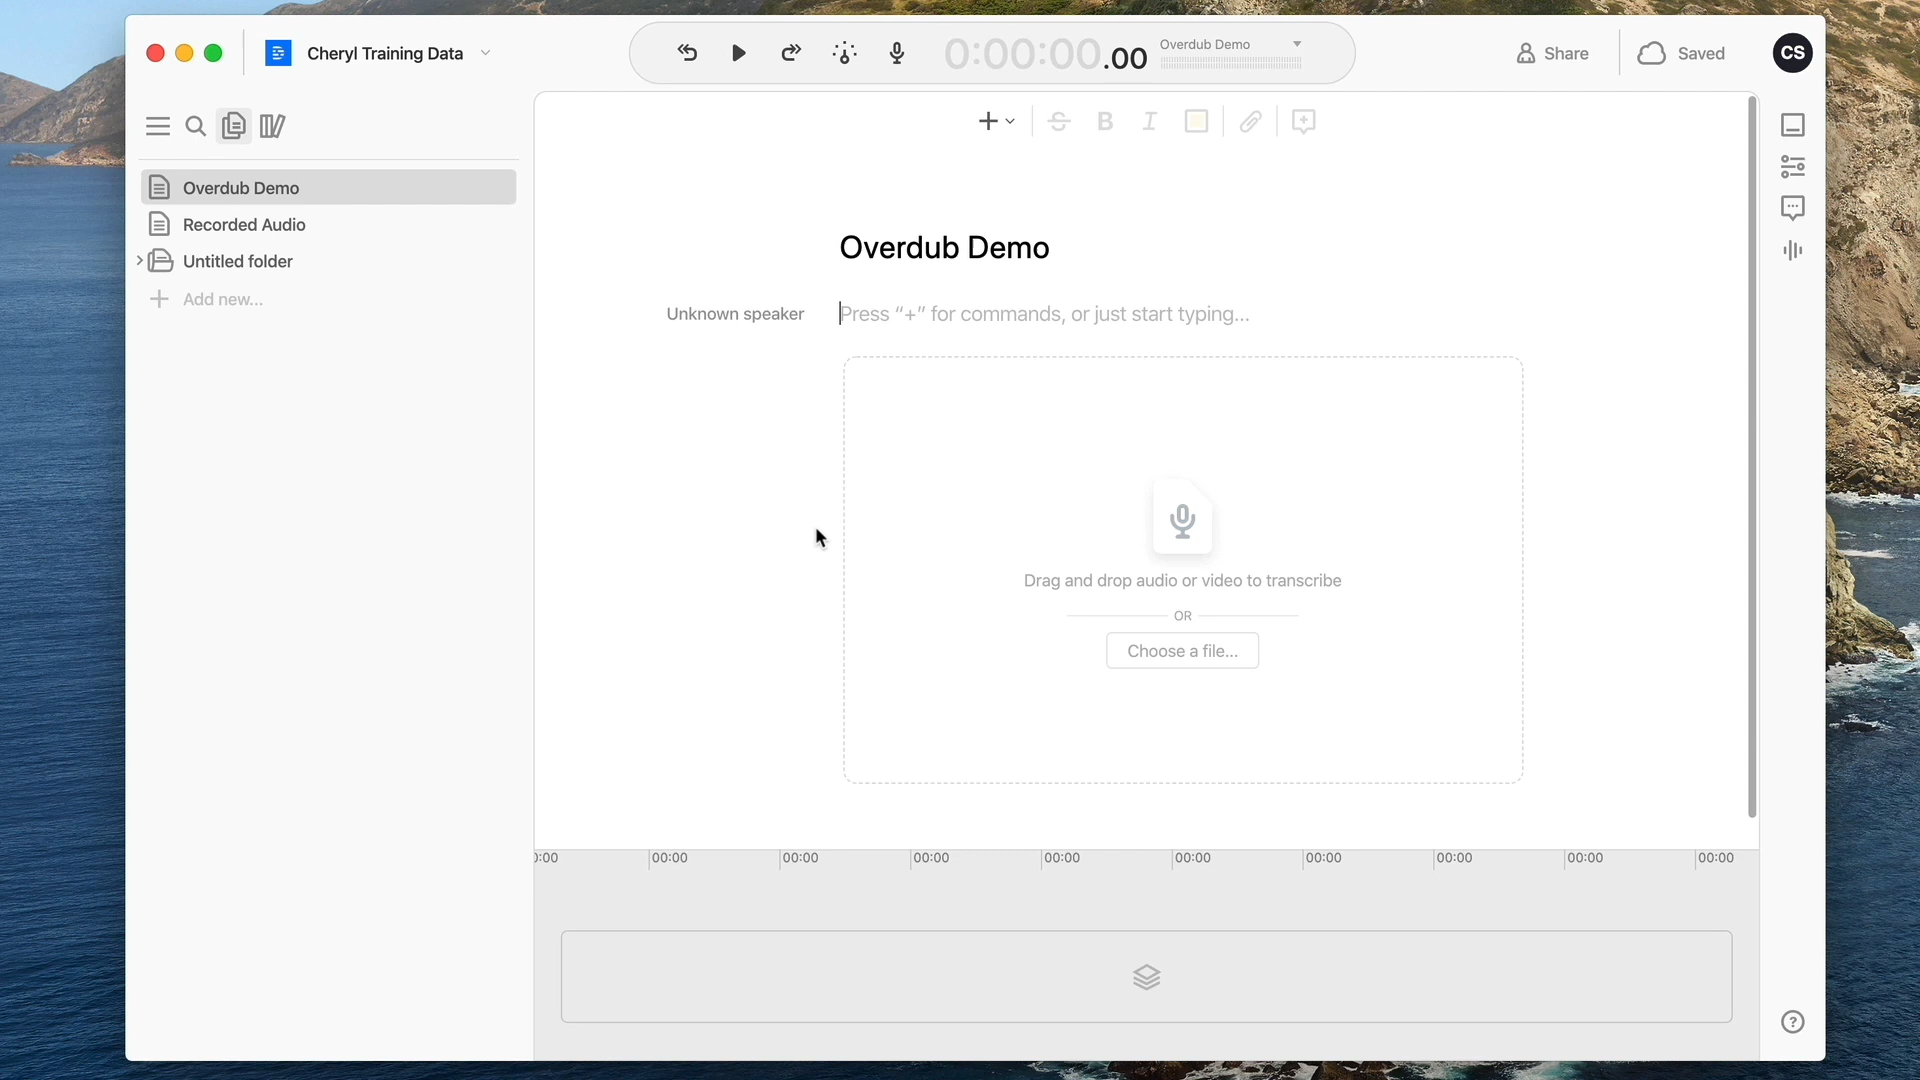 Cheryl Training Data
0:00:00.00
Overdub Demo
Share
Saved
CS
Overdub Demo
Recorded Audio
Untitled folder
Add new...
Overdub Demo
Unknown speaker
Press “+” for commands, or just start typing...
Drag and drop audio or video to transcribe
OR
Choose a file...
0:00 00:00 00:00 00:00 00:00 00:00 00:00 00:00 00:00 00:00